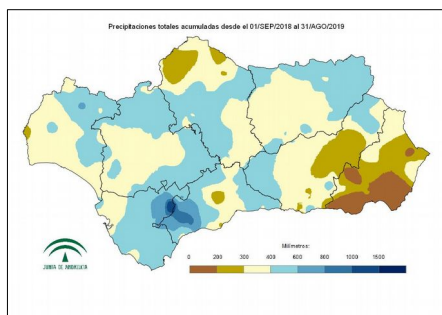 Precipitaciones totales acumuladas desde el 01/SEP/2018 al 31/AGO/2019
Milímetros:
0 200 300 400 600 800 1000 1500
JUNTA DE ANDALUCIA